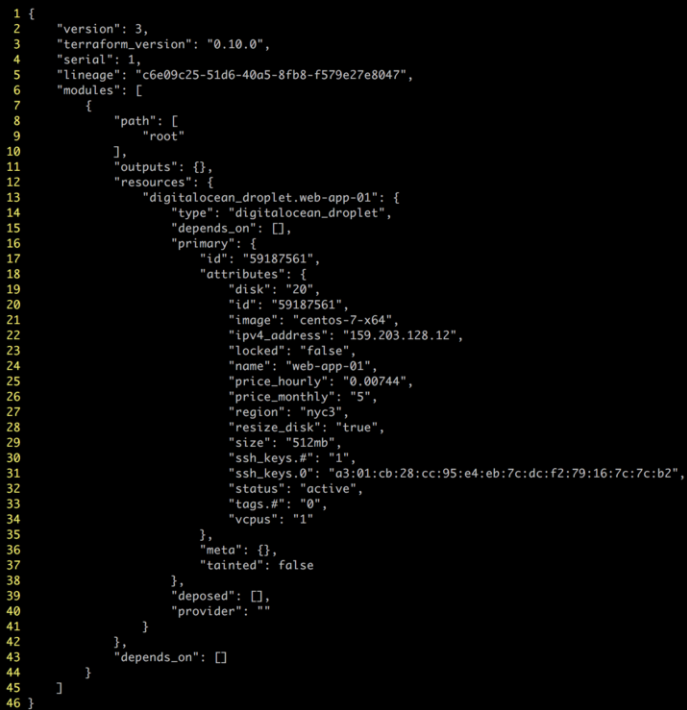 1 {
2     "version": 3,
3     "terraform_version": "0.10.0",
4     "serial": 1,
5     "lineage": "c6e09c25-51d6-40a5-8fb8-f579e27e8047",
6     "modules": [
7         {
8             "path": [
9                 "root"
10             ],
11             "outputs": {},
12             "resources": {
13                 "digitalocean_droplet.web-app-01": {
14                     "type": "digitalocean_droplet",
15                     "depends_on": [],
16                     "primary": {
17                         "id": "59187561",
18                         "attributes": {
19                             "disk": "20",
20                             "id": "59187561",
21                             "image": "centos-7-x64",
22                             "ipv4_address": "159.203.128.12",
23                             "locked": "false",
24                             "name": "web-app-01",
25                             "price_hourly": "0.00744",
26                             "price_monthly": "5",
27                             "region": "nyc3",
28                             "resize_disk": "true",
29                             "size": "512mb",
30                             "ssh_keys.#": "1",
31                             "ssh_keys.0": "a3:01:cb:28:cc:95:e4:eb:7c:dc:f2:79:16:7c:7c:b2",
32                             "status": "active",
33                             "tags.#": "0",
34                             "vcpus": "1"
35                         },
36                         "meta": {},
37                         "tainted": false
38                     },
39                     "deposed": [],
40                     "provider": ""
41                 }
42             },
43             "depends_on": []
44         }
45     ]
46 }